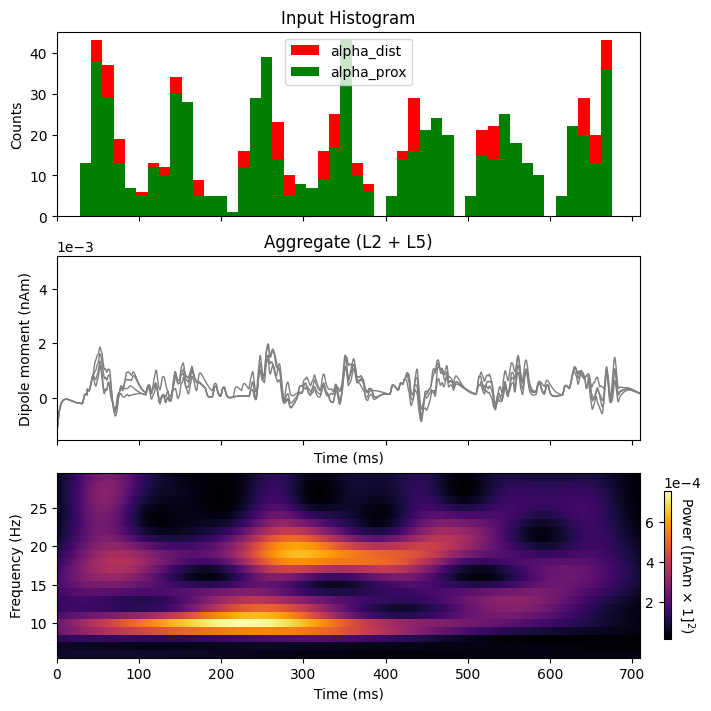 Input Histogram
Counts
40
30
20
10
0
alpha_dist
alpha_prox
Aggregate (L2 + L5)
1e−3
Dipole moment (nAm)
4
2
0
Time (ms)
Frequency (Hz)
25
20
15
10
0 100 200 300 400 500 600 700
Time (ms)
1e−4
6
4
2
Power ([nAm × 1]²)